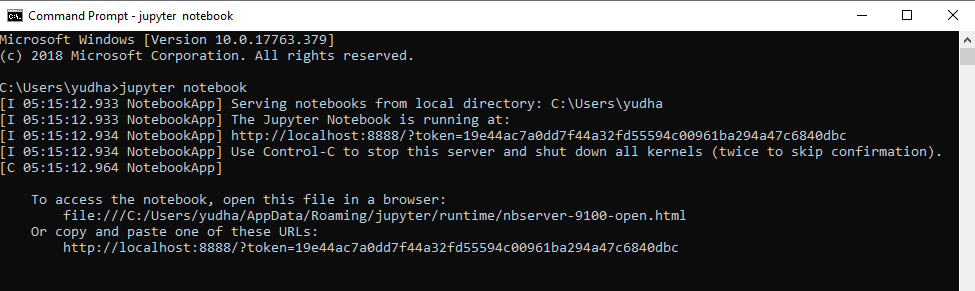 Command Prompt - jupyter notebook
Microsoft Windows [Version 10.0.17763.379]
(c) 2018 Microsoft Corporation. All rights reserved.
C:\Users\yudha>jupyter notebook
[I 05:15:12.933 NotebookApp] Serving notebooks from local directory: C:\Users\yudha
[I 05:15:12.933 NotebookApp] The Jupyter Notebook is running at:
[I 05:15:12.934 NotebookApp] http://localhost:8888/?token=19e44ac7a0dd7f44a32fd55594c00961ba294a47c6840dbc
[I 05:15:12.934 NotebookApp] Use Control-C to stop this server and shut down all kernels (twice to skip confirmation).
[C 05:15:12.964 NotebookApp]
To access the notebook, open this file in a browser:
file:///C:/Users/yudha/AppData/Roaming/jupyter/runtime/nbserver-9100-open.html
Or copy and paste one of these URLs:
http://localhost:8888/?token=19e44ac7a0dd7f44a32fd55594c00961ba294a47c6840dbc